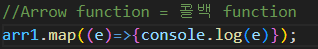 //Arrow function = 콜백 function
arr1.map((e)=>{console.log(e)});